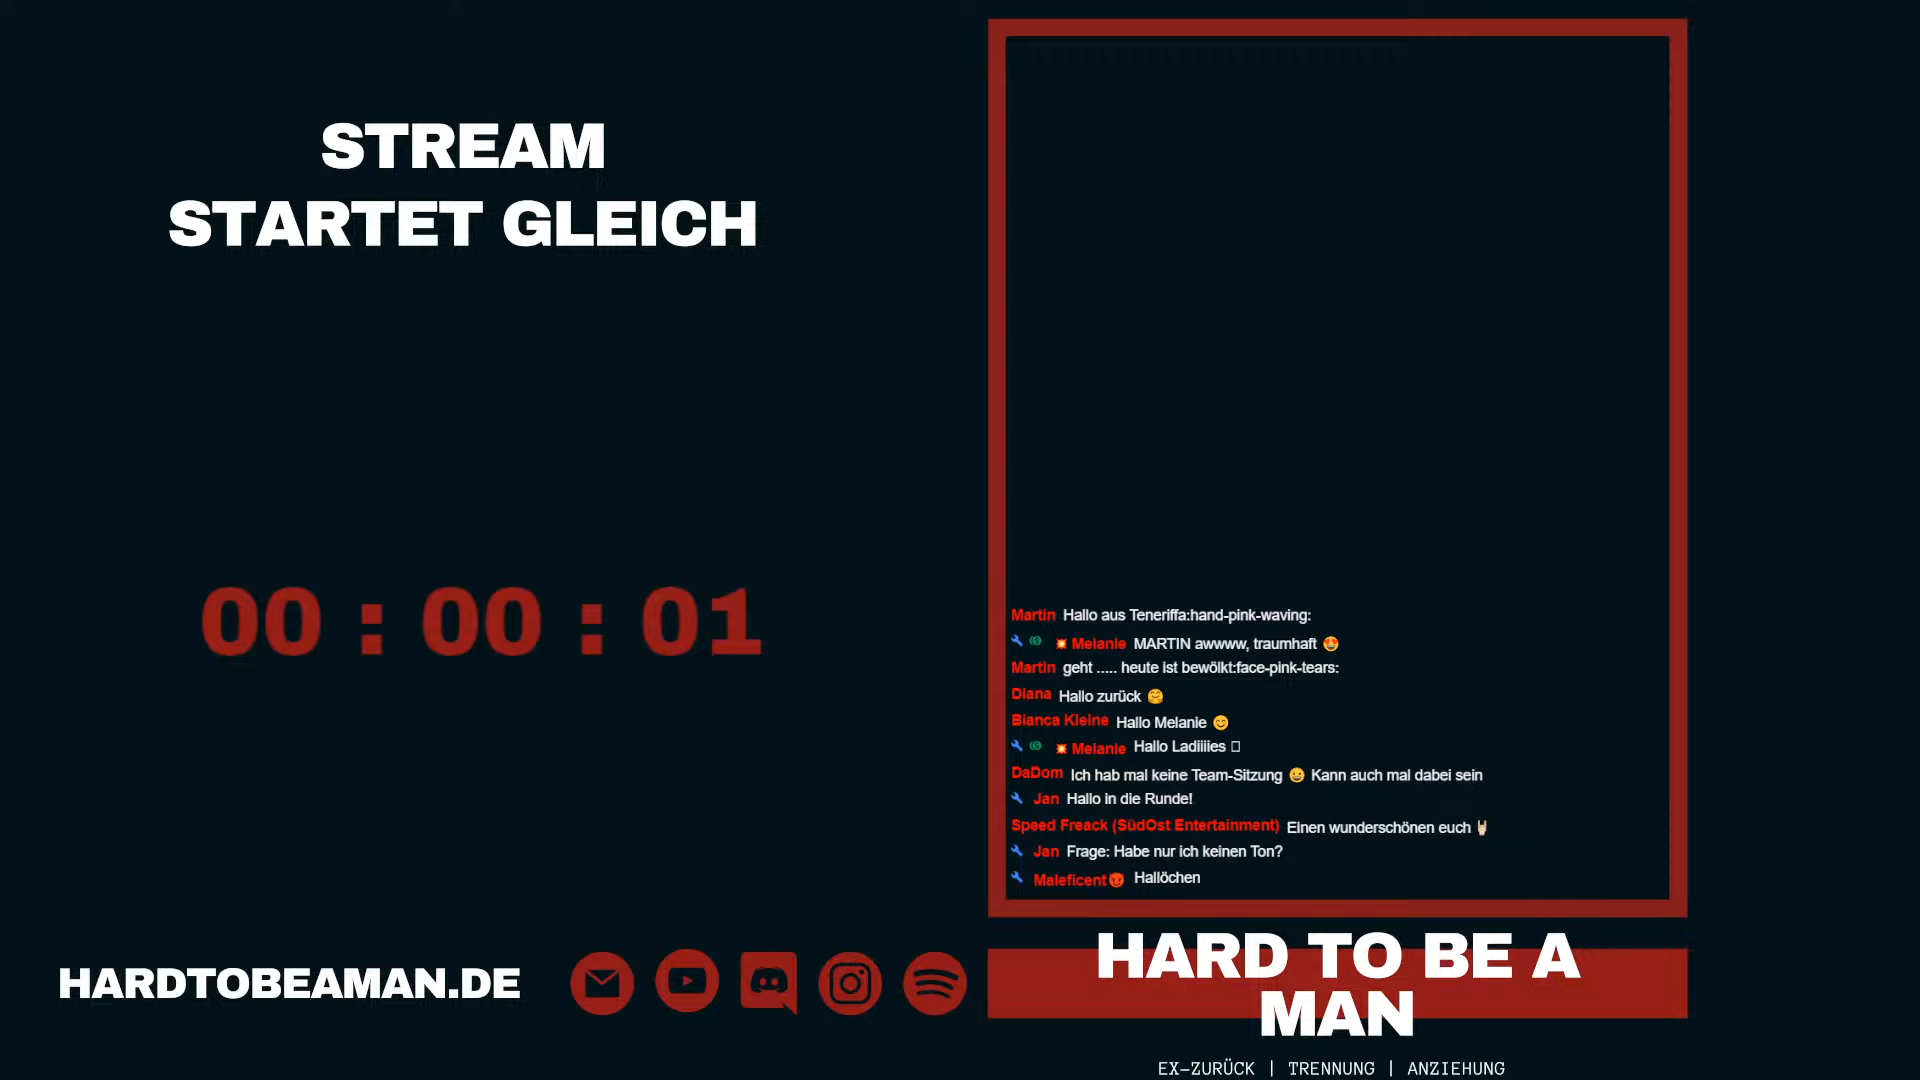 STREAM
STARTET GLEICH
00 : 00 : 01
Martin Hallo aus Teneriffa:hand-pink-waving:
💥 Melanie MARTIN awwww, traumhaft 😍
Martin geht ..... heute ist bewölkt:face-pink-tears:
Diana Hallo zurück 🤗
Bianca Kleine Hallo Melanie 😊
💥 Melanie Hallo Ladiiiies
DaDom Ich hab mal keine Team-Sitzung 😀 Kann auch mal dabei sein
Jan Hallo in die Runde!
Speed Freack (SüdOst Entertainment) Einen wunderschönen euch 🤘🏻
Jan Frage: Habe nur ich keinen Ton?
Maleficent😈 Hallöchen
HARDTOBEAMAN.DE
HARD TO BE A
MAN
EX-ZURÜCK | TRENNUNG | ANZIEHUNG